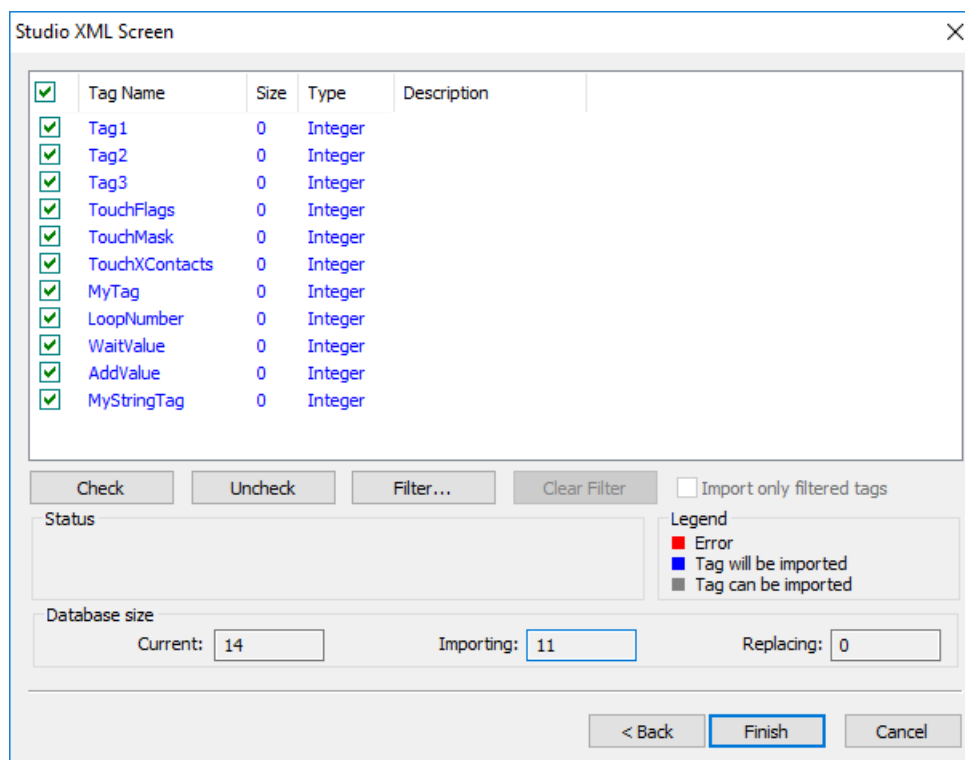 Studio XML Screen
Tag Name Size Type Description
Tag1 0 Integer
Tag2 0 Integer
Tag3 0 Integer
TouchFlags 0 Integer
TouchMask 0 Integer
TouchXContacts 0 Integer
MyTag 0 Integer
LoopNumber 0 Integer
WaitValue 0 Integer
AddValue 0 Integer
MyStringTag 0 Integer
Check Uncheck Filter... Clear Filter Import only filtered tags
Status Legend
Error
Tag will be imported
Tag can be imported
Database size
Current: 14 Importing: 11 Replacing: 0
< Back Finish Cancel